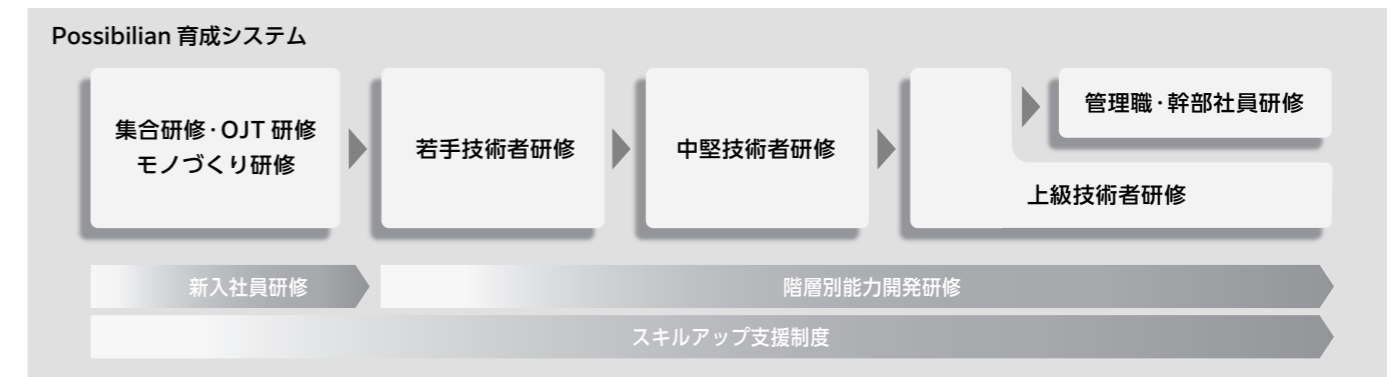 Possibilian 育成システム
集合研修･OJT 研修
モノづくり研修
若手技術者研修
中堅技術者研修
管理職･幹部社員研修
上級技術者研修
新入社員研修
階層別能力開発研修
スキルアップ支援制度